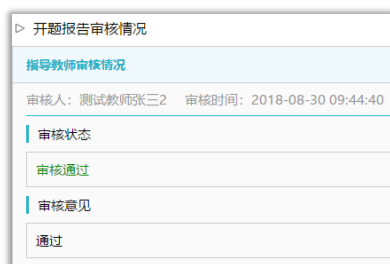 开题报告审核情况
指导教师审核情况
审核人：测试教师张三2 审核时间：2018-08-30 09:44:40
审核状态
审核通过
审核意见
通过